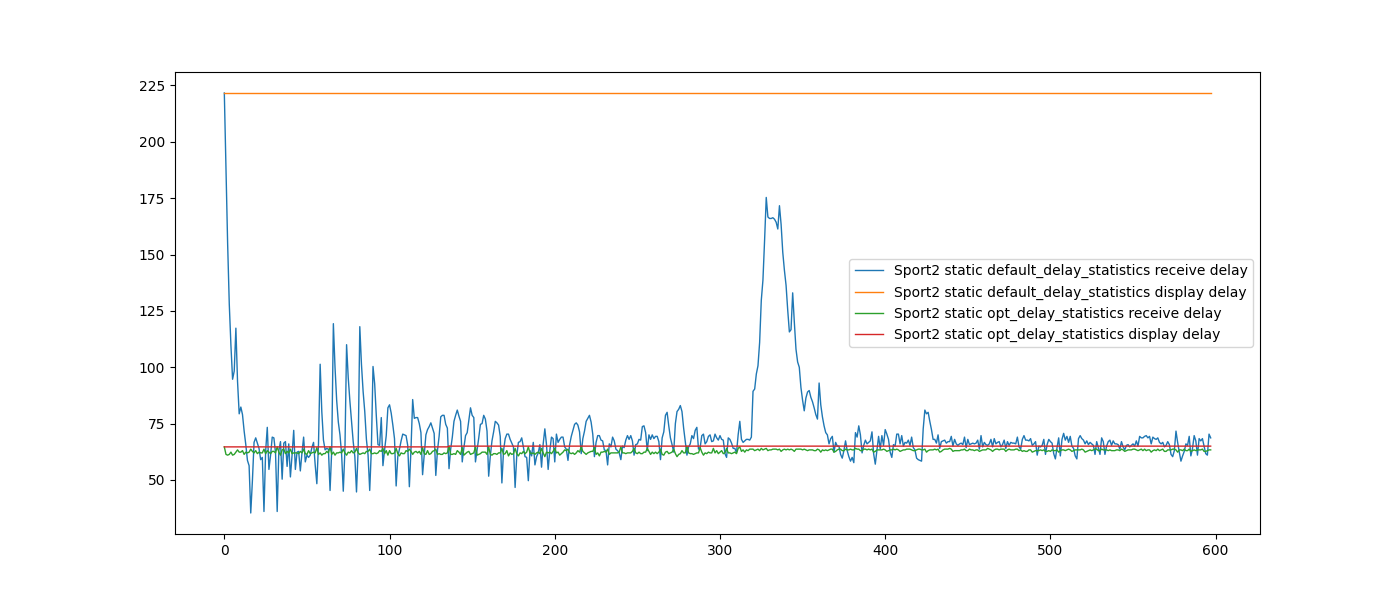 225
200
175
150
125
100
75
50
Sport2 static default_delay_statistics receive delay
Sport2 static default_delay_statistics display delay
Sport2 static opt_delay_statistics receive delay
Sport2 static opt_delay_statistics display delay
0 100 200 300 400 500 600